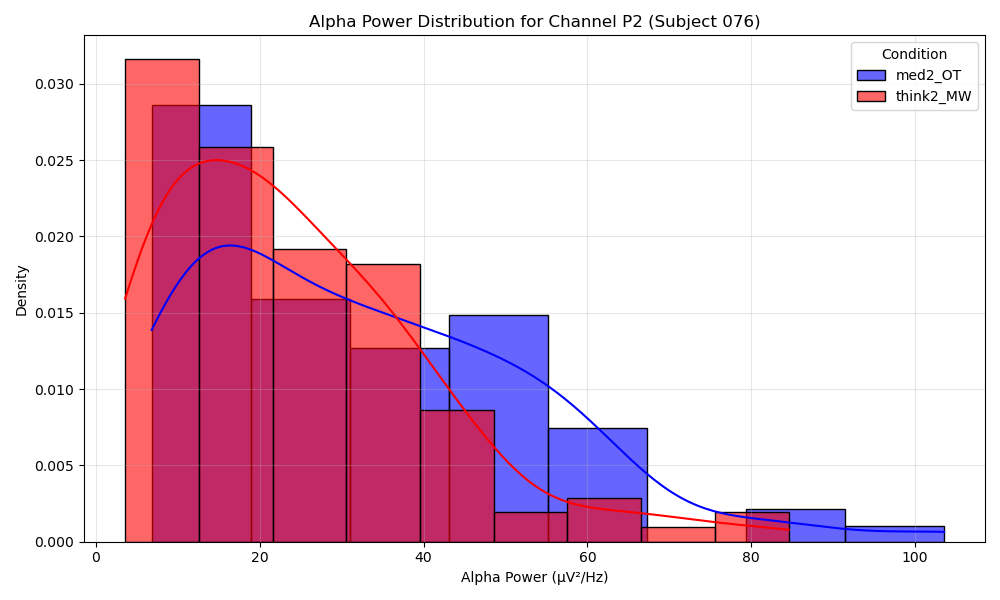 Alpha Power Distribution for Channel P2 (Subject 076)
Condition
med2_OT
think2_MW
Density
0.030
0.025
0.020
0.015
0.010
0.005
0.000
0 20 40 60 80 100
Alpha Power (μV²/Hz)